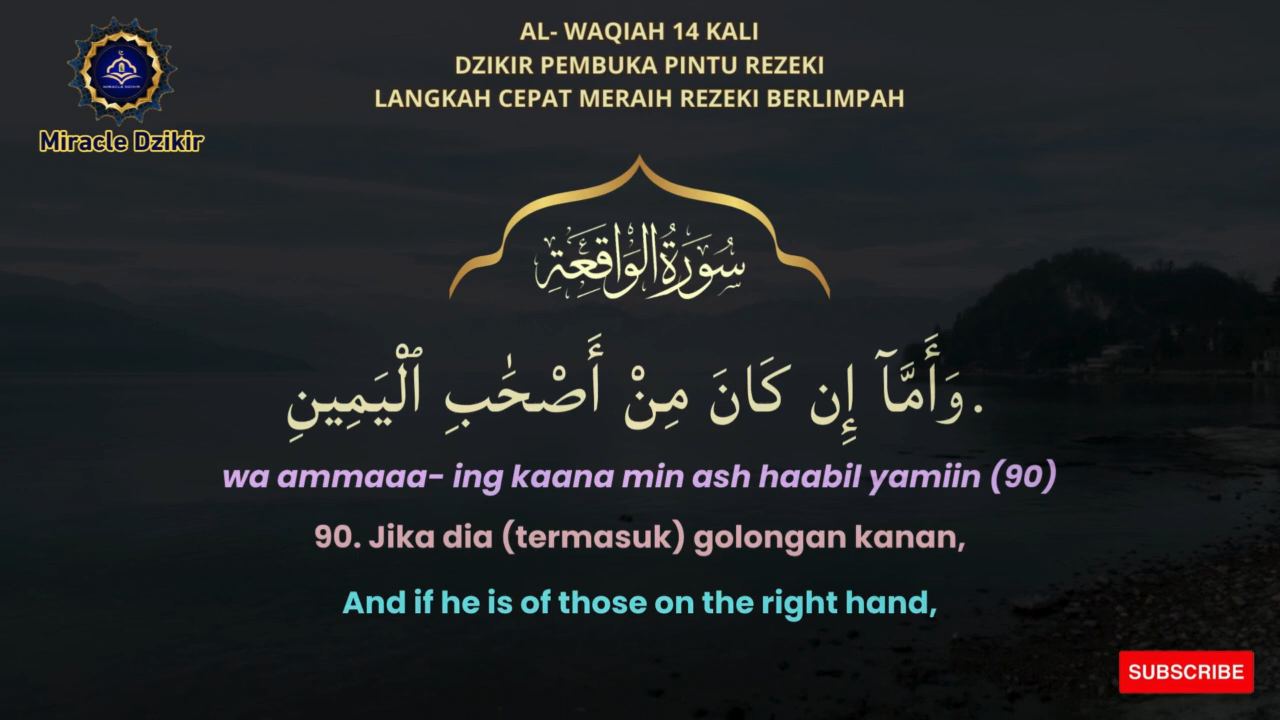 AL- WAQIAH 14 KALI
DZIKIR PEMBUKA PINTU REZEKI
LANGKAH CEPAT MERAIH REZEKI BERLIMPAH
Miracle Dzikir
سُورَةُ الْوَاقِعَةِ
وَأَمَّآ إِن كَانَ مِنْ أَصْحَٰبِ ٱلْيَمِينِ.
wa ammaaa- ing kaana min ash haabil yamiin (90)
90. Jika dia (termasuk) golongan kanan,
And if he is of those on the right hand,
SUBSCRIBE